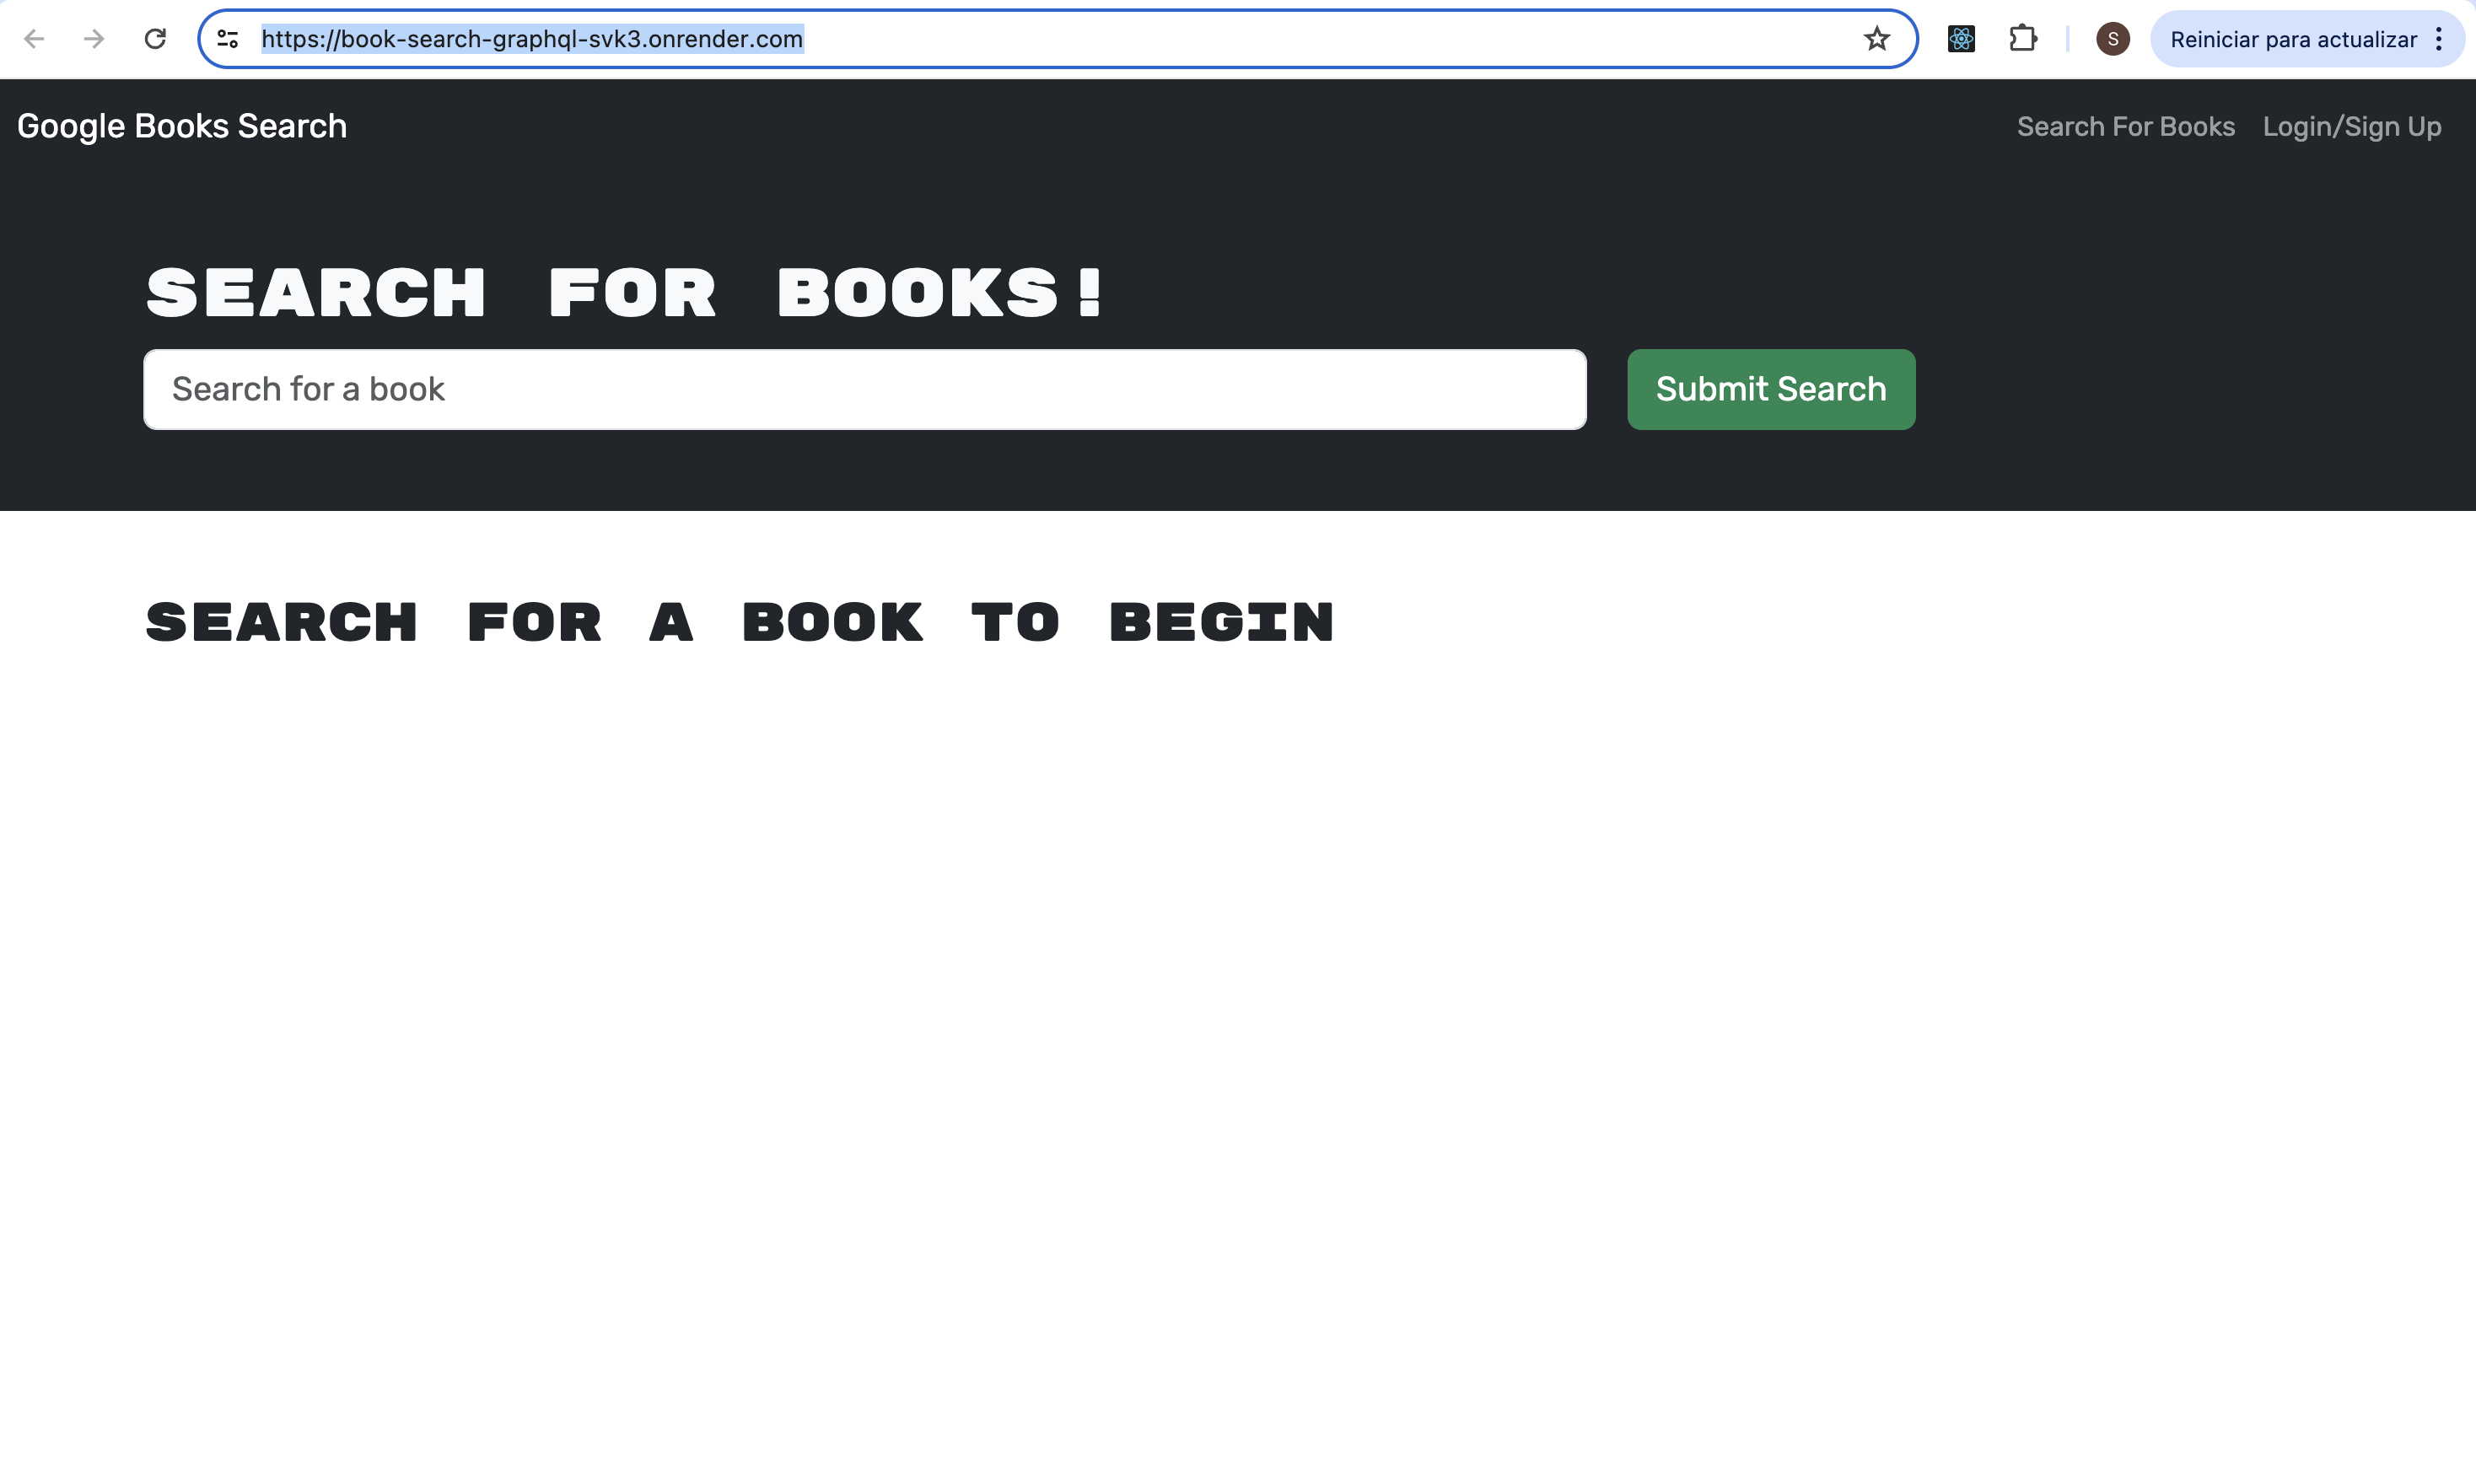 https://book-search-graphql-svk3.onrender.com
S
Reiniciar para actualizar
Google Books Search
Search For Books
Login/Sign Up
SEARCH FOR BOOKS!
Search for a book
Submit Search
SEARCH FOR A BOOK TO BEGIN